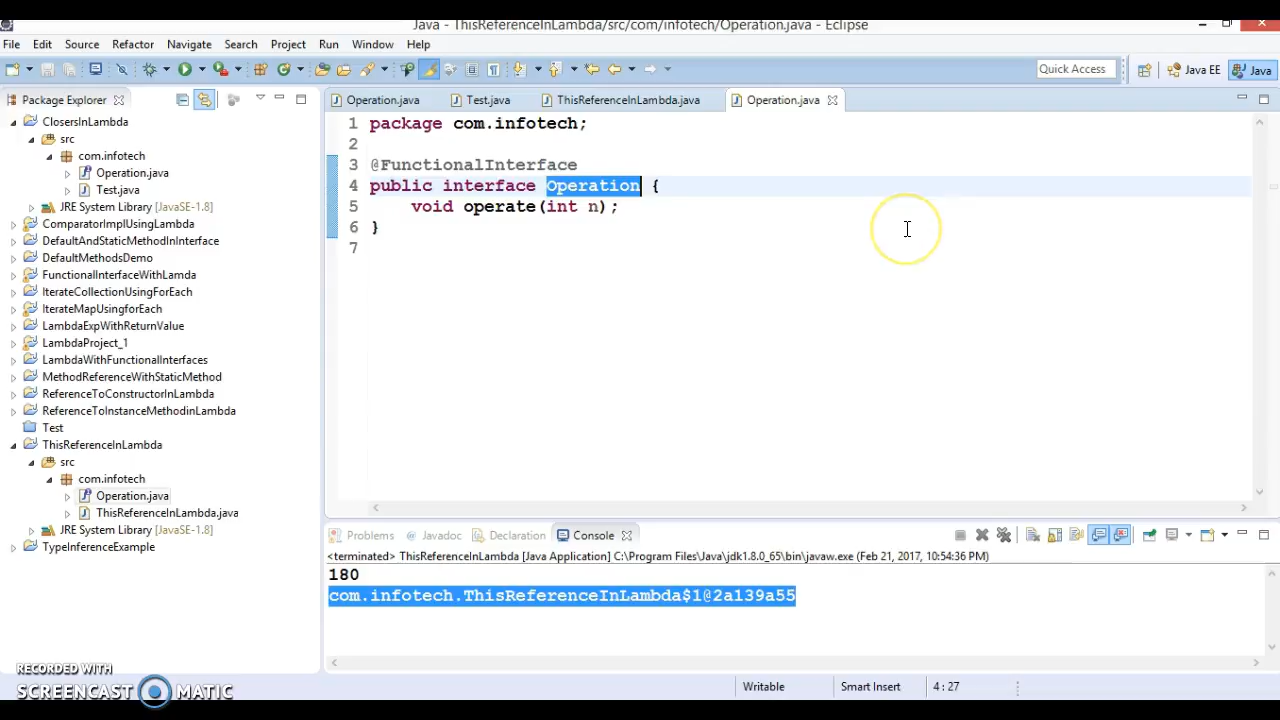 Java - ThisReferenceInLambda/src/com/infotech/Operation.java - Eclipse
File Edit Source Refactor Navigate Search Project Run Window Help
Quick Access
Java EE
Java
Package Explorer
ClosersInLambda
src
com.infotech
Operation.java
Test.java
JRE System Library [JavaSE-1.8]
ComparatorImplUsingLambda
DefaultAndStaticMethodInInterface
DefaultMethodsDemo
FunctionalInterfaceWithLamda
IterateCollectionUsingForEach
IterateMapUsingforEach
LambdaExpWithReturnValue
LambdaProject_1
LambdaWithFunctionalInterfaces
MethodReferenceWithStaticMethod
ReferenceToConstructorInLambda
ReferenceToInstanceMethodinLambda
Test
ThisReferenceInLambda
src
com.infotech
Operation.java
ThisReferenceInLambda.java
JRE System Library [JavaSE-1.8]
TypeInferenceExample
Operation.java Test.java ThisReferenceInLambda.java Operation.java
1 package com.infotech;
2
3 @FunctionalInterface
4 public interface Operation {
5 void operate(int n);
6 }
7
Problems Javadoc Declaration Console
<terminated> ThisReferenceInLambda [Java Application] C:\Program Files\Java\jdk1.8.0_65\bin\javaw.exe (Feb 21, 2017, 10:54:36 PM)
180
com.infotech.ThisReferenceInLambda$1@2a139a55
Writable Smart Insert 4 : 27
RECORDED WITH
SCREENCAST MATIC